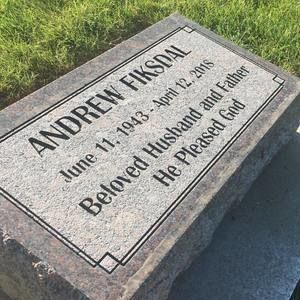 ANDREW FIKSDAL
June 11, 1943 - April 12, 2018
Beloved Husband and Father
He Pleased God